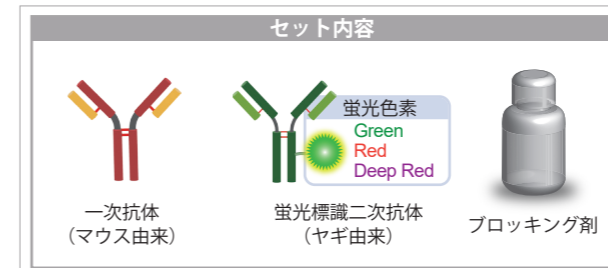 セット内容
蛍光色素
Green
Red
Deep Red
一次抗体
（マウス由来）
蛍光標識二次抗体
（ヤギ由来）
ブロッキング剤